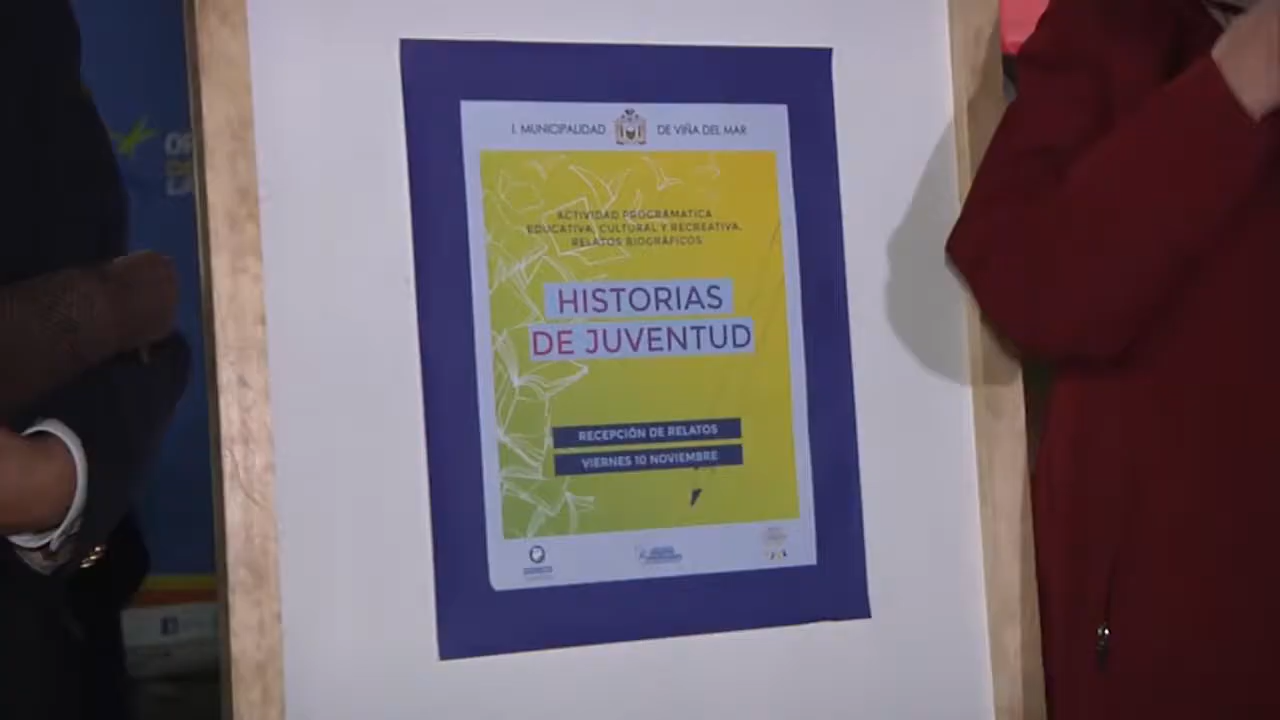 I. MUNICIPALIDAD DE VIÑA DEL MAR
ACTIVIDAD PROGRAMÁTICA
EDUCATIVA, CULTURAL Y RECREATIVA.
RELATOS BIOGRÁFICOS
HISTORIAS
DE JUVENTUD
RECEPCIÓN DE RELATOS
VIERNES 10 NOVIEMBRE